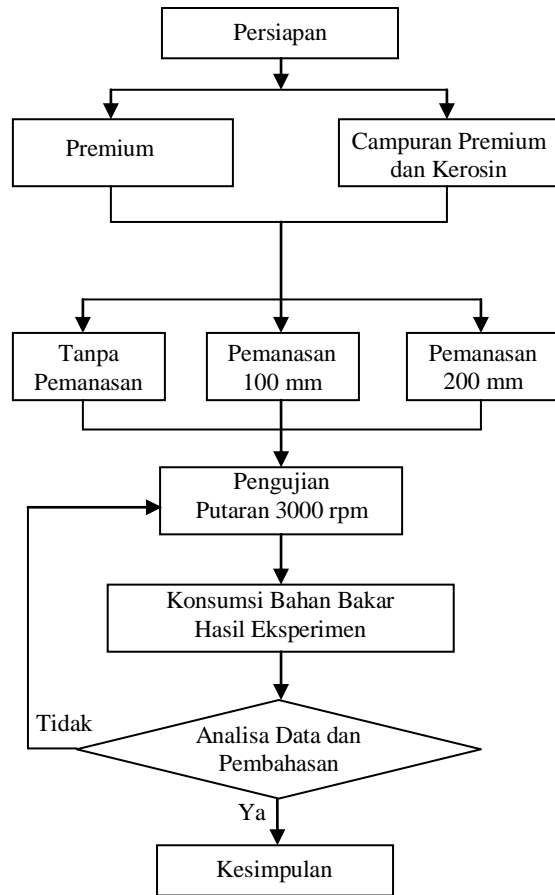 Persiapan
Premium
Campuran Premium
dan Kerosin
Tanpa
Pemanasan
Pemanasan
100 mm
Pemanasan
200 mm
Pengujian
Putaran 3000 rpm
Konsumsi Bahan Bakar
Hasil Eksperimen
Tidak
Analisa Data dan
Pembahasan
Ya
Kesimpulan